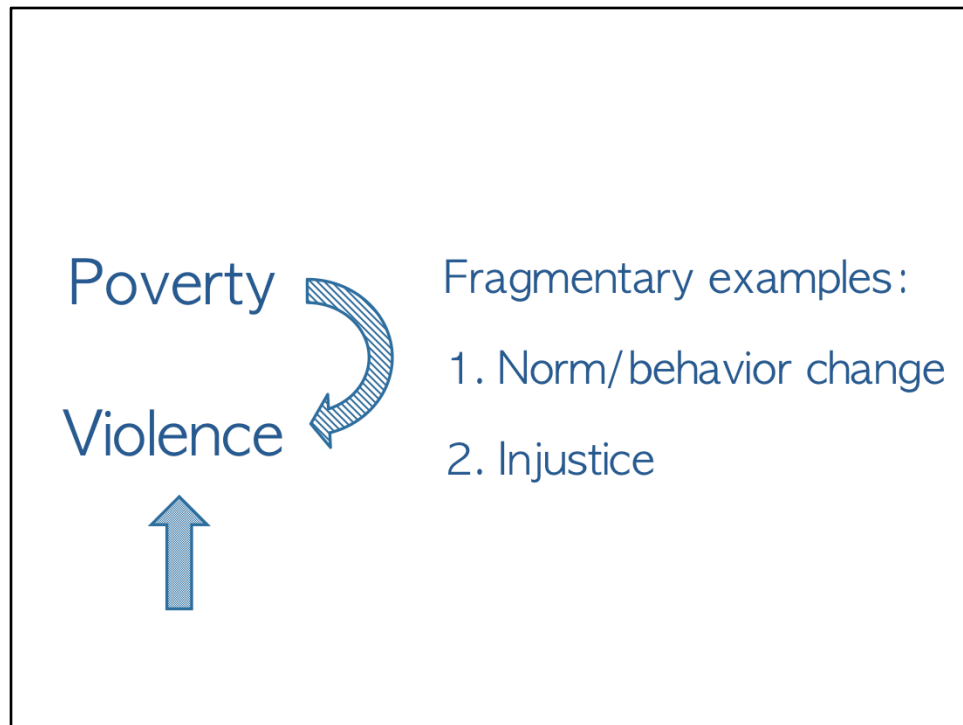 Poverty
Violence
Fragmentary examples:
1. Norm/behavior change
2. Injustice